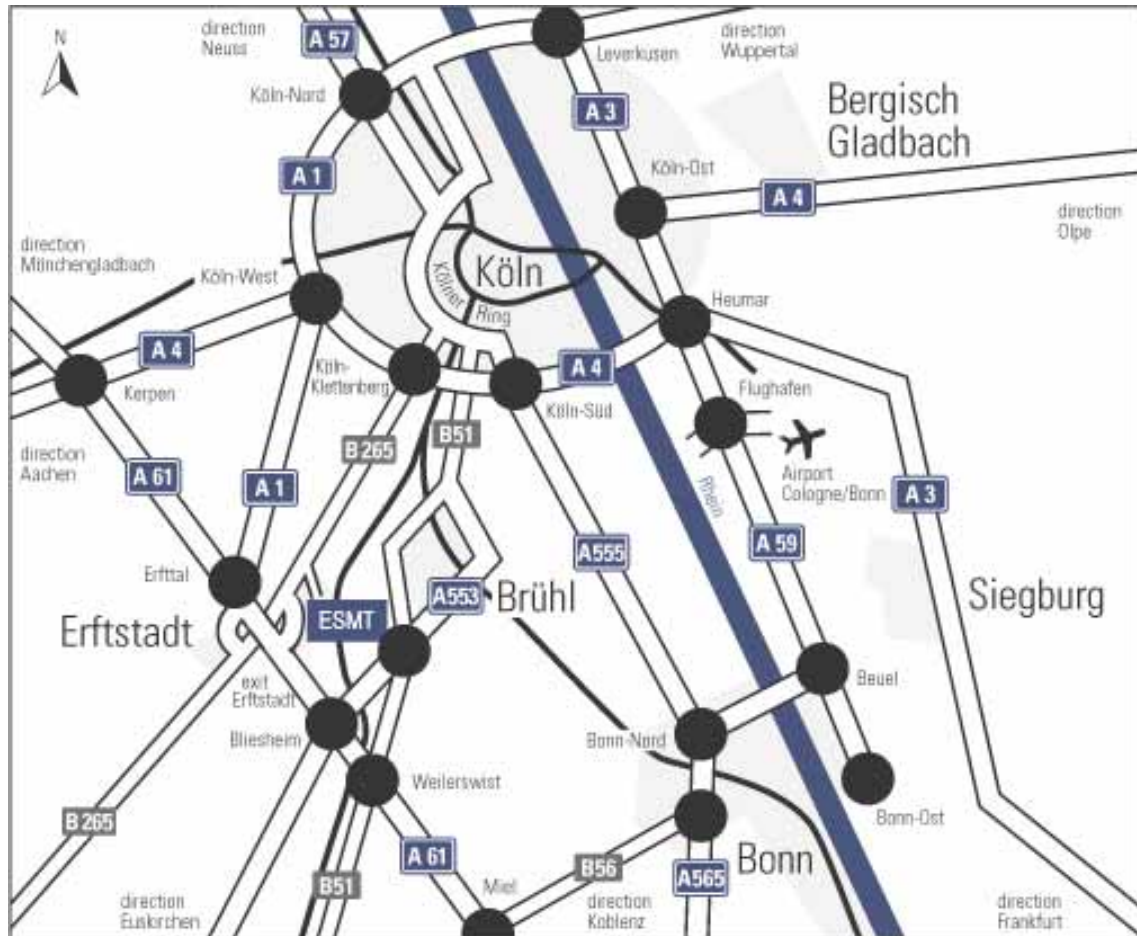 direction
Neuss
A 57
N
Leverkusen
direction
Wuppertal
Köln-Nord
A 3
Bergisch
Gladbach
A 1
Köln-Ost
A 4
direction
Olpe
direction
Mönchengladbach
Köln-West
Kölner
Ring
Köln
Heumar
A 4
Kerpen
Köln-
Klettenberg
A 4
Köln-Süd
Flughafen
direction
Aachen
A 61
A 1
B 265
B51
Rhein
Airport
Cologne/Bonn
A 3
A555
A 59
Erfttal
ESMT
A553
Brühl
Siegburg
Erftstadt
exit
Erftstadt
Bliesheim
Beuel
Bonn-Nord
Weilerswist
Bonn-Ost
B 265
A 61
B56
Bonn
B51
Miel
A565
direction
Euskirchen
direction
Koblenz
direction
Frankfurt